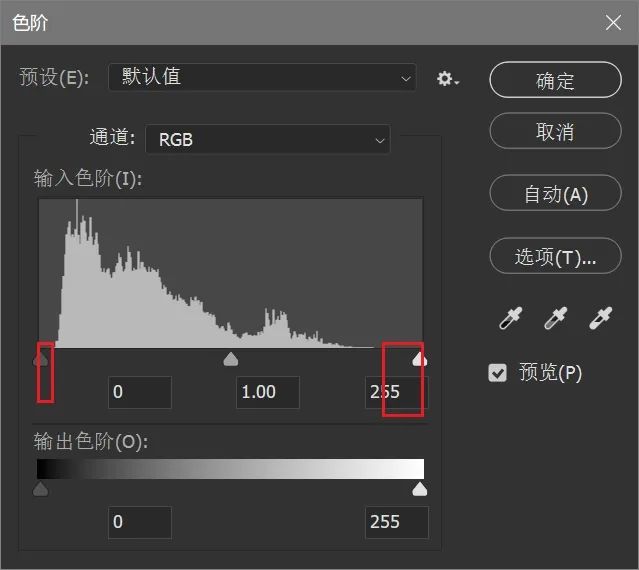 色阶
预设(E): 默认值
确定
通道: RGB
取消
输入色阶(I):
自动(A)
选项(T)...
预览(P)
0 1.00 255
输出色阶(O):
0 255